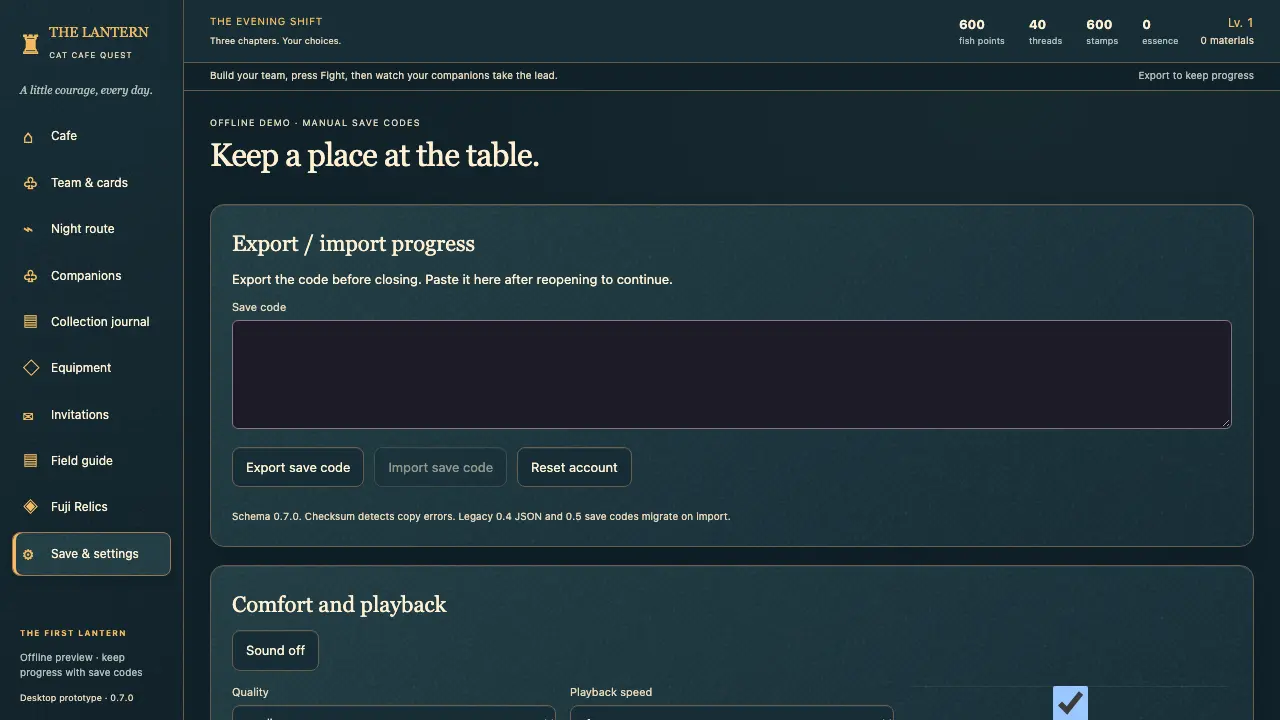 THE LANTERN
CAT CAFE QUEST
A little courage, every day.
Cafe
Team & cards
Night route
Companions
Collection journal
Equipment
Invitations
Field guide
Fuji Relics
Save & settings
THE FIRST LANTERN
Offline preview · keep
progress with save codes
Desktop prototype · 0.7.0
THE EVENING SHIFT
Three chapters. Your choices.
600
fish points
40
threads
600
stamps
0
essence
Lv. 1
0 materials
Build your team, press Fight, then watch your companions take the lead.
Export to keep progress
OFFLINE DEMO · MANUAL SAVE CODES
Keep a place at the table.
Export / import progress
Export the code before closing. Paste it here after reopening to continue.
Save code
Export save code
Import save code
Reset account
Schema 0.7.0. Checksum detects copy errors. Legacy 0.4 JSON and 0.5 save codes migrate on import.
Comfort and playback
Sound off
Quality
Playback speed